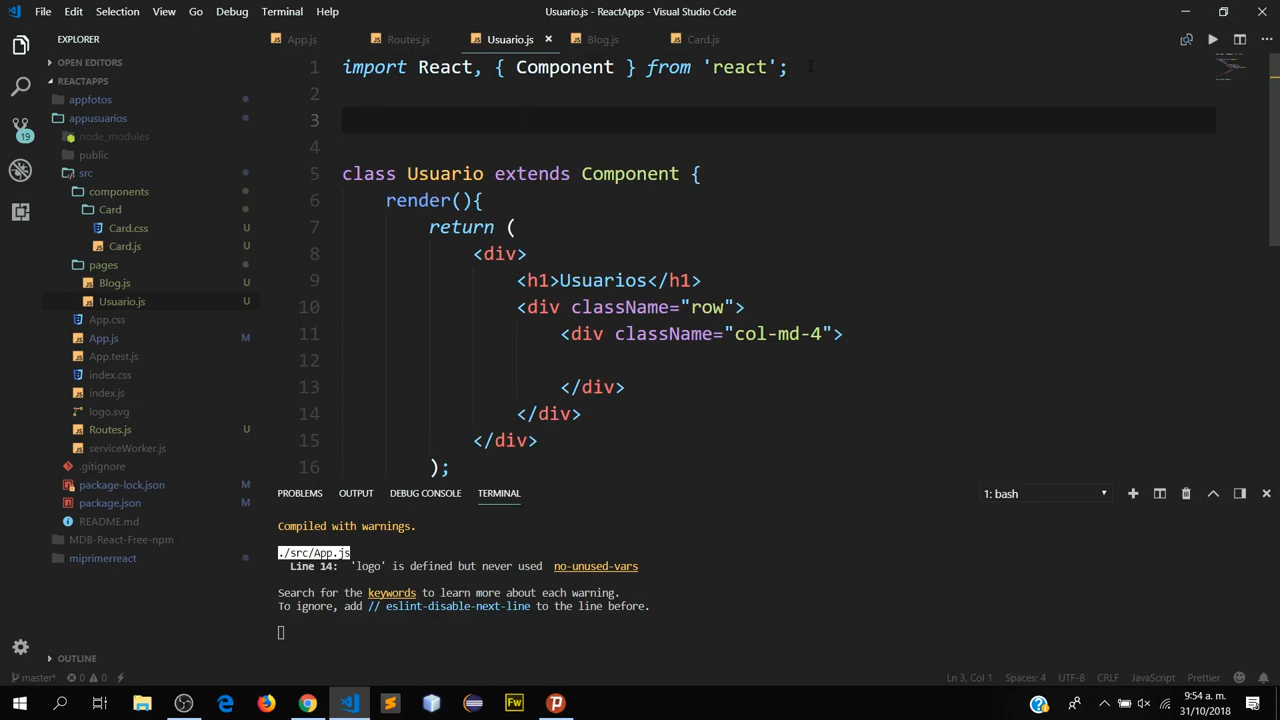 File Edit Selection View Go Debug Terminal Help
Usuario.js - ReactApps - Visual Studio Code
EXPLORER
App.js
Routes.js
Usuario.js
Blog.js
Card.js
OPEN EDITORS
REACTAPPS
appfotos
appusuarios
node_modules
public
src
components
Card
Card.css U
Card.js U
pages
Blog.js U
Usuario.js U
App.css
App.js M
App.test.js
index.css
index.js
logo.svg
Routes.js U
serviceWorker.js
.gitignore
package-lock.json M
package.json M
README.md
MDB-React-Free-npm
miprimerreact
OUTLINE
19
1 import React, { Component } from 'react';
2
3
4
5 class Usuario extends Component {
6 render(){
7 return (
8 <div>
9 <h1>Usuarios</h1>
10 <div className="row">
11 <div className="col-md-4">
12
13 </div>
14 </div>
15 </div>
16 );
PROBLEMS OUTPUT DEBUG CONSOLE TERMINAL
1: bash
Compiled with warnings.
./src/App.js
Line 14: 'logo' is defined but never used no-unused-vars
Search for the keywords to learn more about each warning.
To ignore, add // eslint-disable-next-line to the line before.
master* 0 0
Ln 3, Col 1 Spaces: 4 UTF-8 CRLF JavaScript Prettier
Fw
9:54 a. m.
31/10/2018